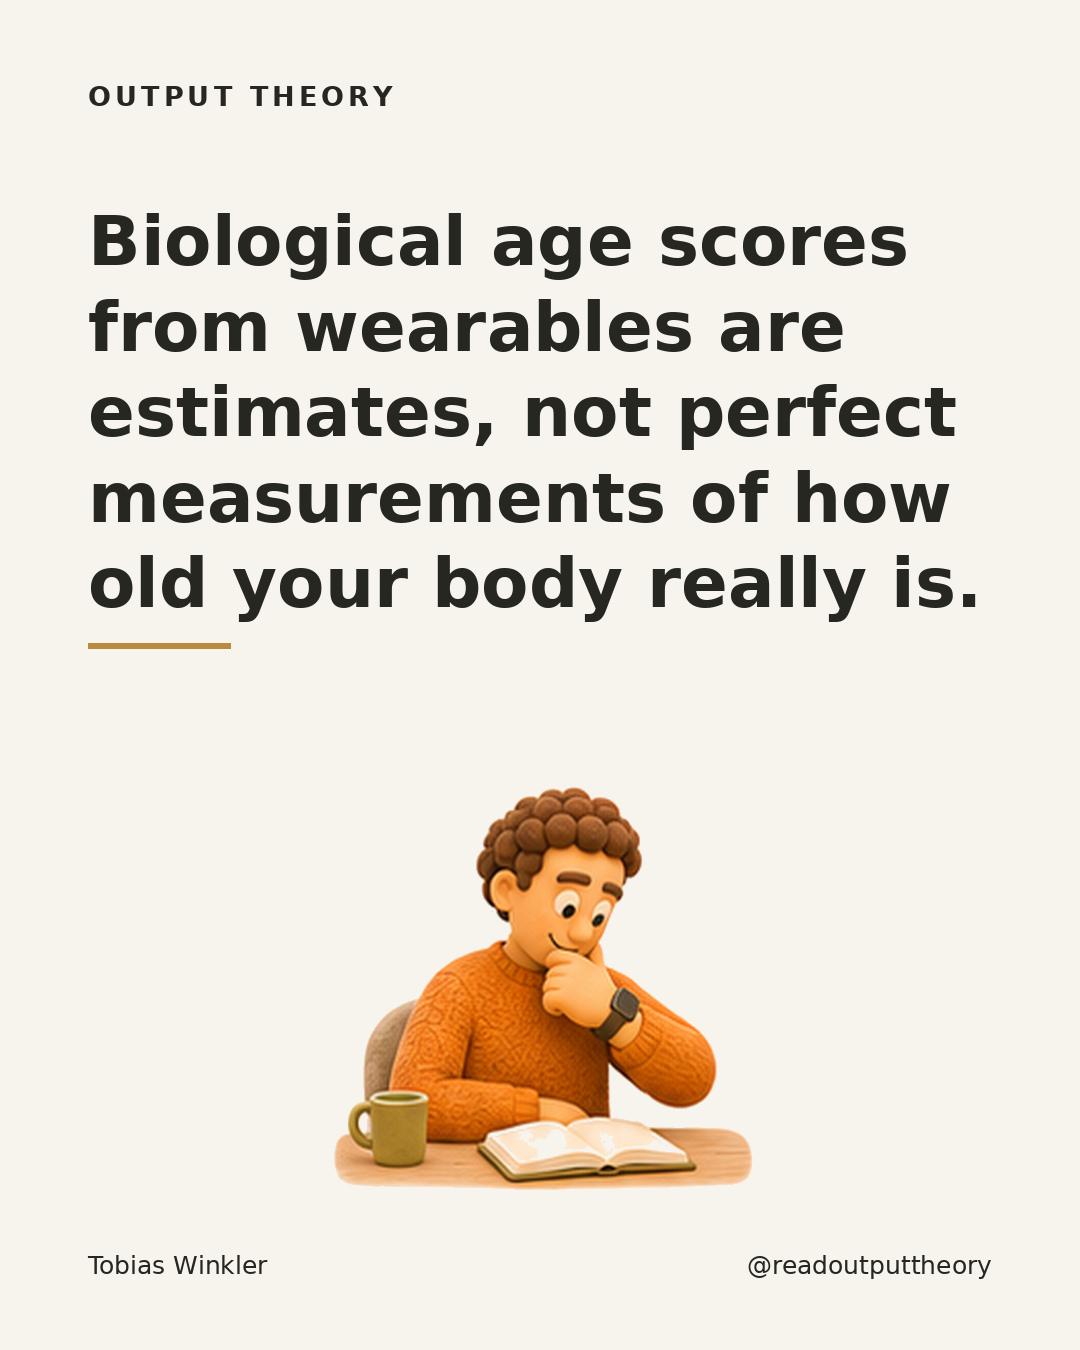 OUTPUT THEORY
Biological age scores
from wearables are
estimates, not perfect
measurements of how
old your body really is.
Tobias Winkler
@readoutputtheory